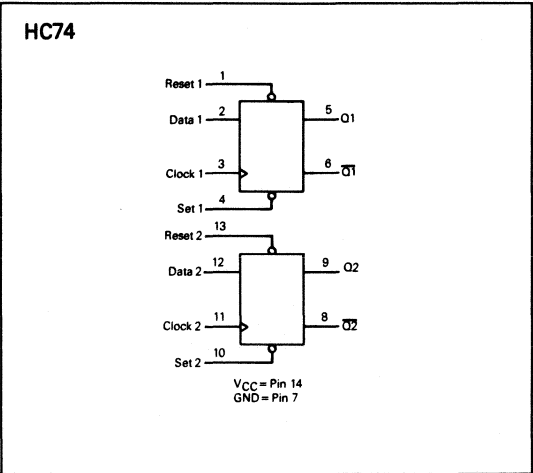 HC74
Reset 1 1
Data 1 2 5 Q1
Clock 1 3 6 Q̅1̅
Set 1 4
Reset 2 13
Data 2 12 9 Q2
Clock 2 11 8 Q̅2̅
Set 2 10
VCC = Pin 14
GND = Pin 7